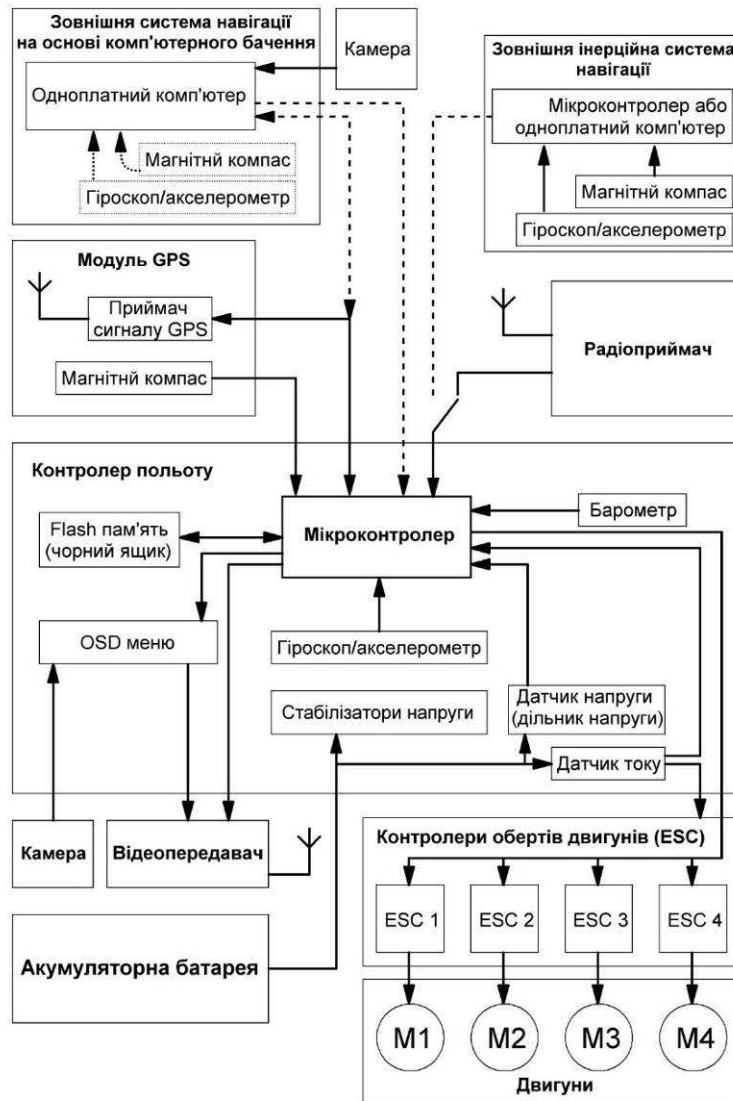 Зовнішня система навігації
на основі комп'ютерного бачення
Камера
Одноплатний комп'ютер
Магнітнй компас
Гіроскоп/акселерометр
Зовнішня інерційна система
навігації
Мікроконтролер або
одноплатний комп'ютер
Магнітнй компас
Гіроскоп/акселерометр
Модуль GPS
Приймач
сигналу GPS
Магнітнй компас
Радіоприймач
Контролер польоту
Flash пам'ять
(чорний ящик)
Мікроконтролер
Барометр
OSD меню
Гіроскоп/акселерометр
Стабілізатори напруги
Датчик напруги
(дільник напруги)
Датчик току
Камера
Відеопередавач
Контролери обертів двигунів (ESC)
ESC 1
ESC 2
ESC 3
ESC 4
Акумуляторна батарея
M1
M2
M3
M4
Двигуни